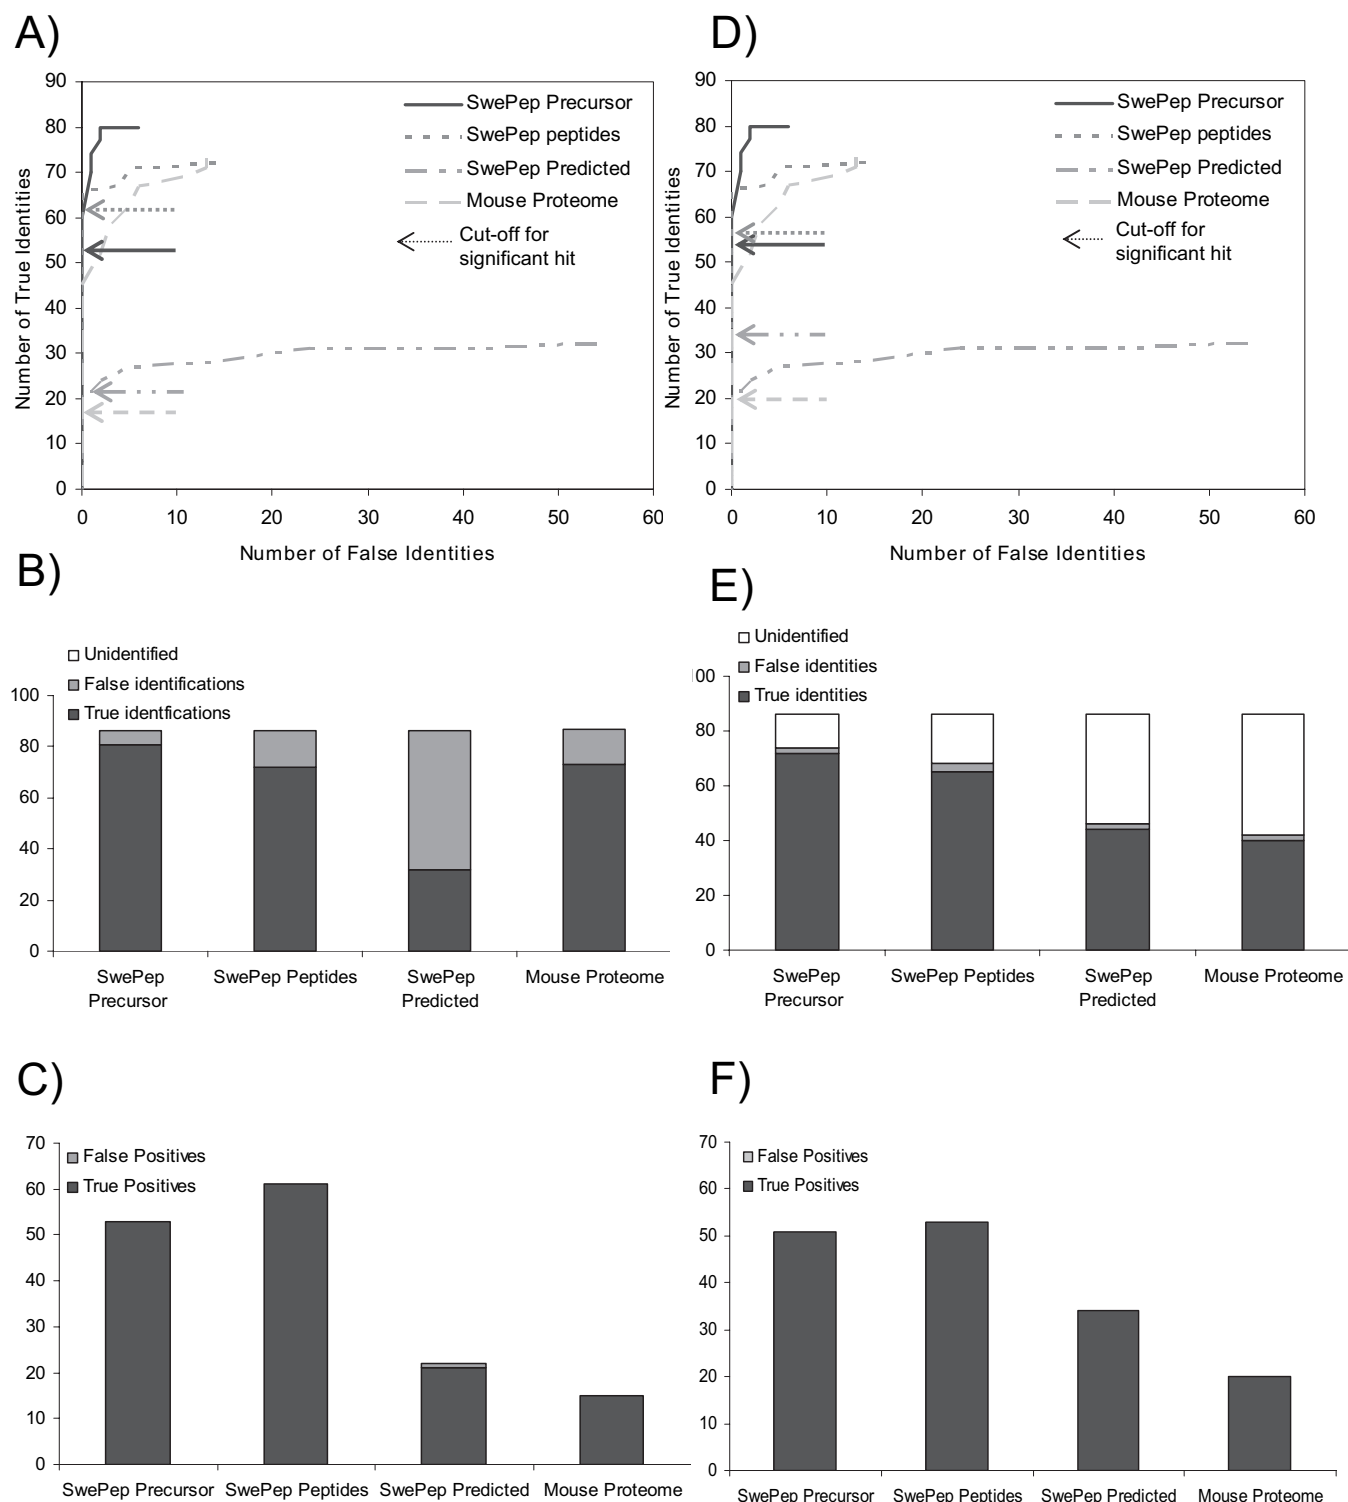 A)
90
80
70
60
50
40
30
20
10
0
Number of True Identities
SwePep Precursor
SwePep peptides
SwePep Predicted
Mouse Proteome
Cut-off for
significant hit
0 10 20 30 40 50 60
Number of False Identities
D)
90
80
70
60
50
40
30
20
10
0
Number of True Identities
SwePep Precursor
SwePep peptides
SwePep Predicted
Mouse Proteome
Cut-off for
significant hit
0 10 20 30 40 50 60
Number of False Identities
B)
Unidentified
False identifications
True identfications
100
80
60
40
20
0
SwePep
Precursor
SwePep Peptides
SwePep
Predicted
Mouse Proteome
E)
Unidentified
False identities
True identities
00
80
60
40
20
0
SwePep
Precursor
SwePep Peptides
SwePep
Predicted
Mouse Proteome
C)
70
60
50
40
30
20
10
0
False Positives
True Positives
SwePep Precursor SwePep Peptides SwePep Predicted Mouse Proteome
F)
70
60
50
40
30
20
10
0
False Positives
True Positives
SwePep Precursor SwePep Peptides SwePep Predicted Mouse Proteome